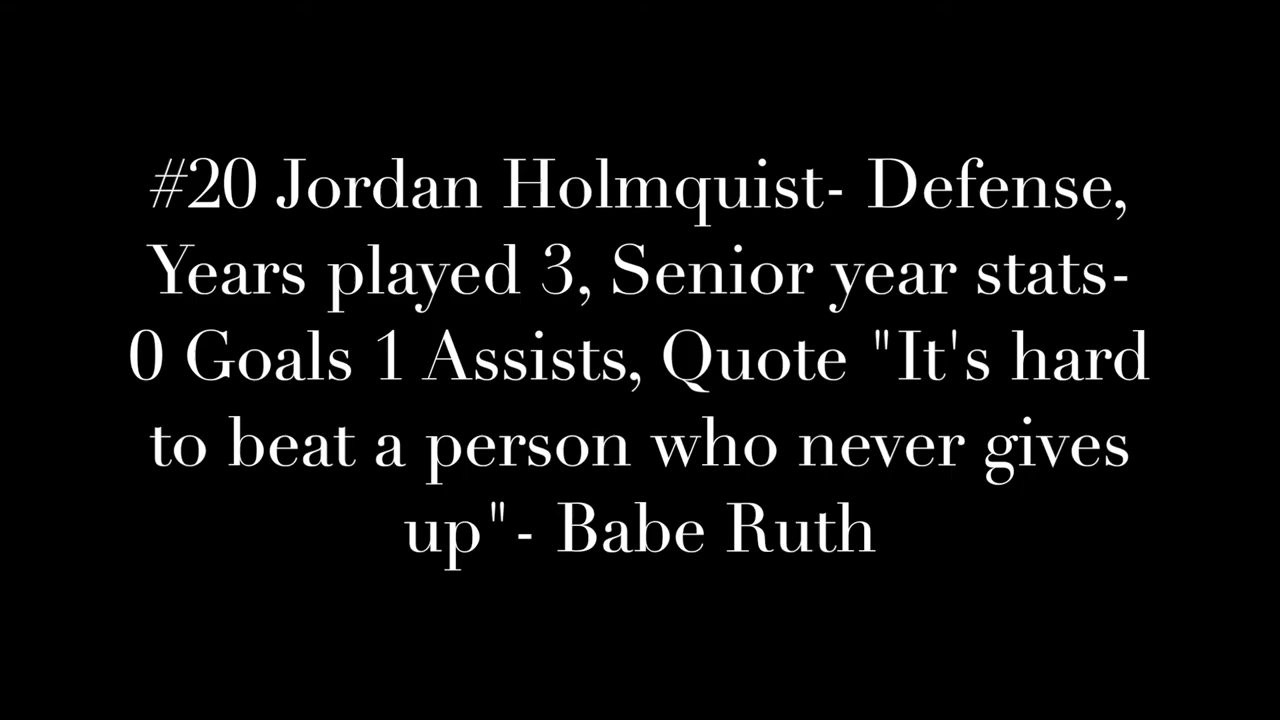 #20 Jordan Holmquist- Defense,
Years played 3, Senior year stats-
0 Goals 1 Assists, Quote "It's hard
to beat a person who never gives
up"- Babe Ruth